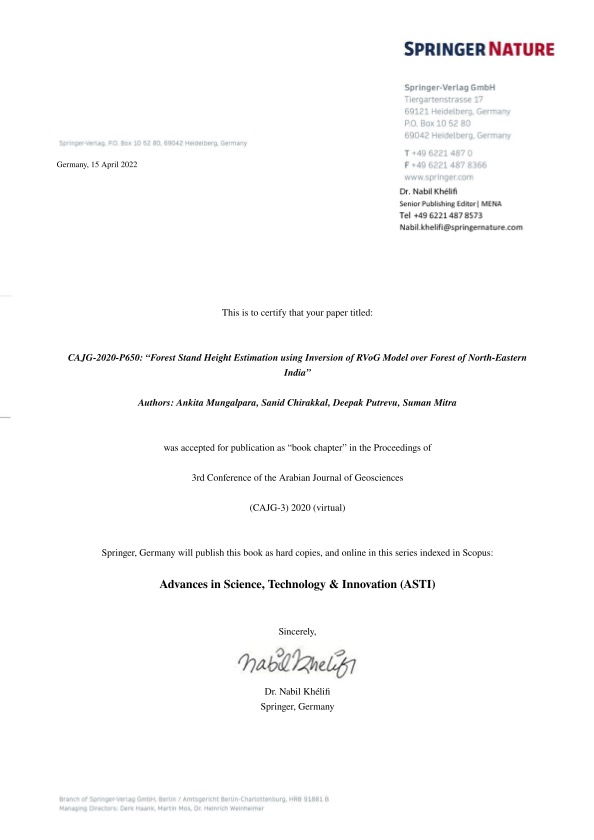 SPRINGER NATURE
Springer-Verlag GmbH
Tiergartenstrasse 17
69121 Heidelberg, Germany
P.O. Box 10 52 80
69042 Heidelberg, Germany
T +49 6221 487 0
F +49 6221 487 8366
www.springer.com
Dr. Nabil Khélifi
Senior Publishing Editor| MENA
Tel +49 6221 487 8573
Nabil.khelifi@springernature.com
Springer-Verlag, P.O. Box 10 52 80, 69042 Heidelberg, Germany
Germany, 15 April 2022
This is to certify that your paper titled:
CAJG-2020-P650: “Forest Stand Height Estimation using Inversion of RVoG Model over Forest of North-Eastern
India”
Authors: Ankita Mungalpara, Sanid Chirakkal, Deepak Putrevu, Suman Mitra
was accepted for publication as “book chapter” in the Proceedings of
3rd Conference of the Arabian Journal of Geosciences
(CAJG-3) 2020 (virtual)
Springer, Germany will publish this book as hard copies, and online in this series indexed in Scopus:
Advances in Science, Technology & Innovation (ASTI)
Sincerely,
Nabil Khelifi
Dr. Nabil Khélifi
Springer, Germany
Branch of Springer-Verlag GmbH, Berlin / Amtsgericht Berlin-Charlottenburg, HRB 91881 B
Managing Directors: Derk Haank, Martin Mos, Dr. Heinrich Weinheimer